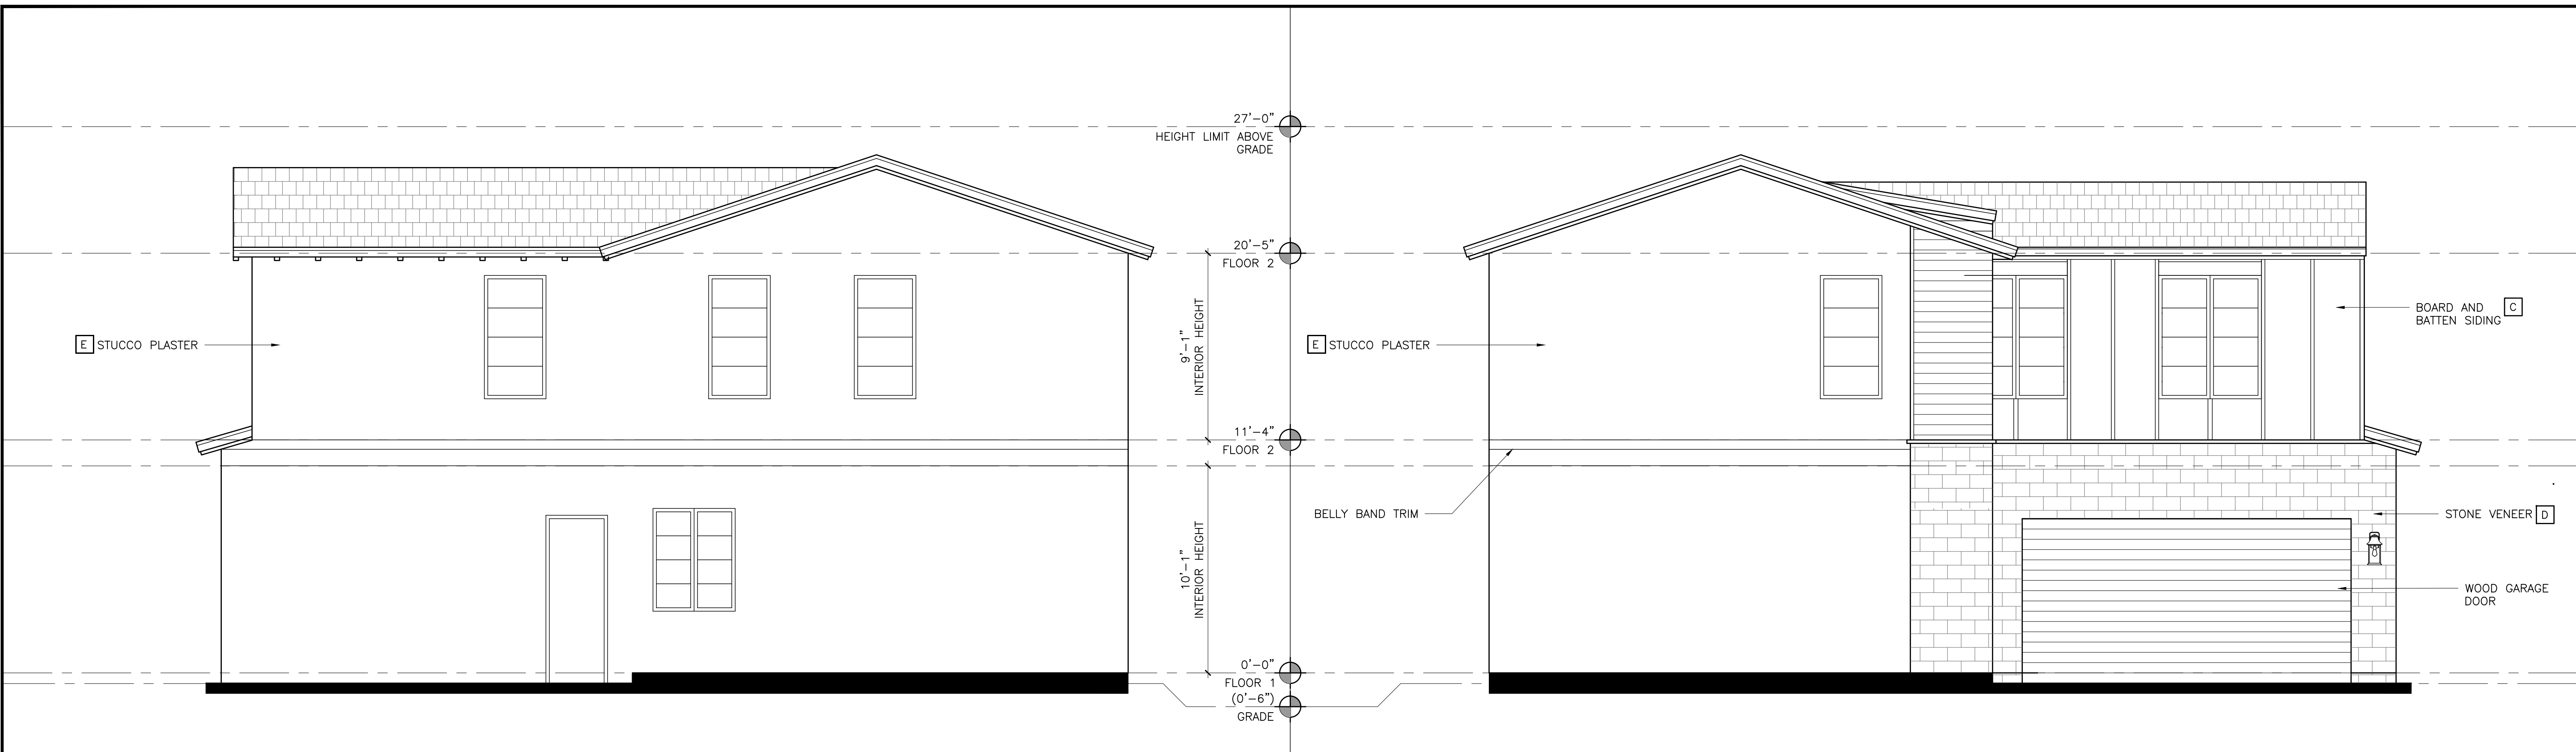 27'-0"
HEIGHT LIMIT ABOVE
GRADE
20'-5"
FLOOR 2
9'-1"
INTERIOR HEIGHT
E STUCCO PLASTER
E STUCCO PLASTER
BOARD AND
BATTEN SIDING
C
11'-4"
FLOOR 2
BELLY BAND TRIM
STONE VENEER D
10'-1"
INTERIOR HEIGHT
WOOD GARAGE
DOOR
0'-0"
FLOOR 1
(0'-6")
GRADE